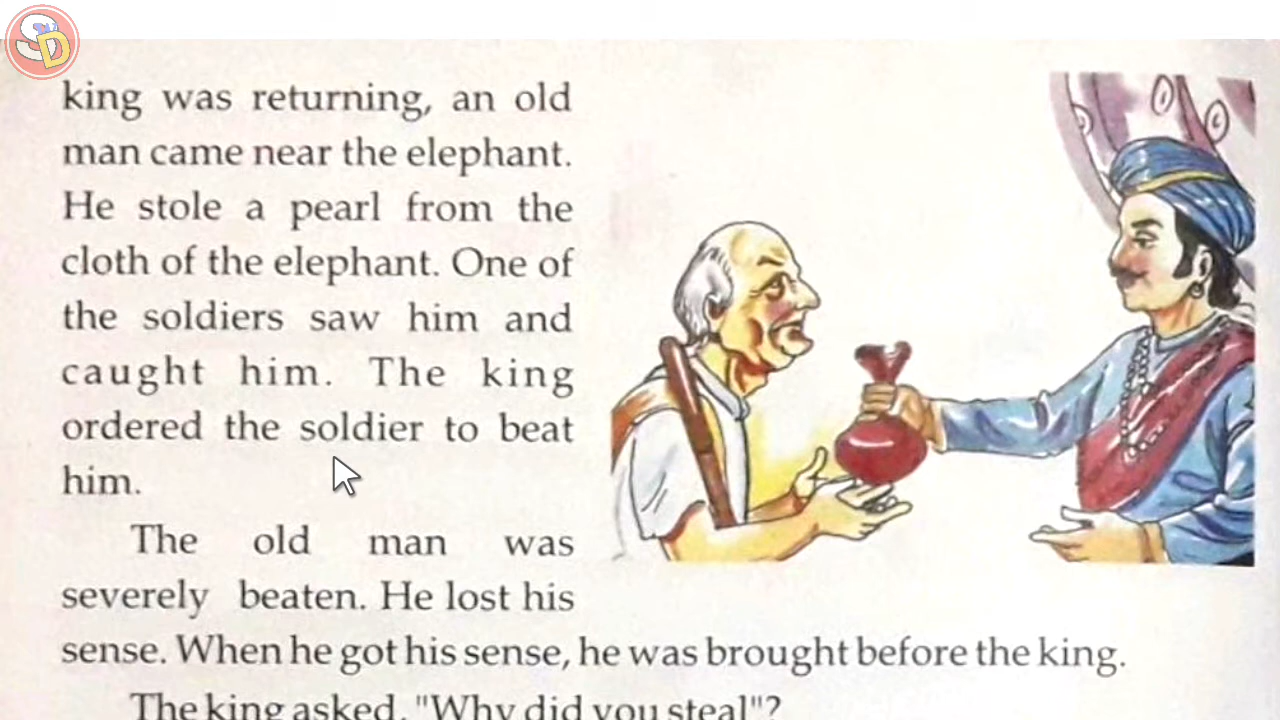 SD
king was returning, an old
man came near the elephant.
He stole a pearl from the
cloth of the elephant. One of
the soldiers saw him and
caught him. The king
ordered the soldier to beat
him.
The old man was
severely beaten. He lost his
sense. When he got his sense, he was brought before the king.
The king asked, "Why did you steal"?